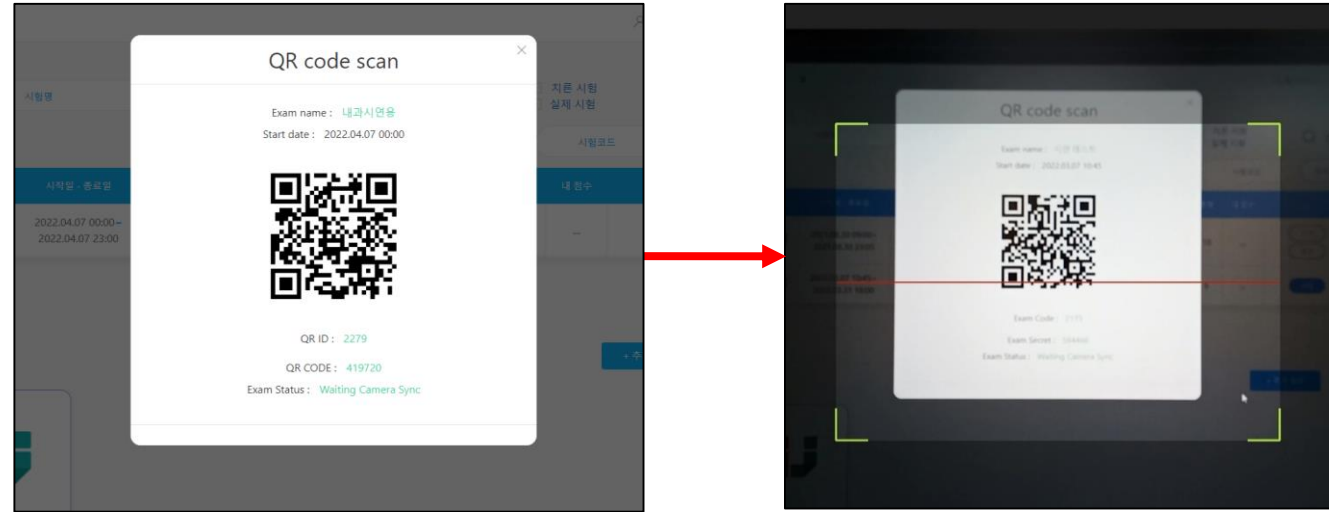 QR code scan
시험명
치른 시험
실제 시험
Exam name : 내과시연용
Start date : 2022.04.07 00:00
시험코드
시작일 - 종료일
내 점수
2022.04.07 00:00~
2022.04.07 23:00
--
QR ID : 2279
QR CODE : 419720
Exam Status : Waiting Camera Sync
QR code scan
Exam name :
Start date : 2022.03.07 10:45
Exam Code :
Exam Secret :
Exam Status : Waiting Camera Sync